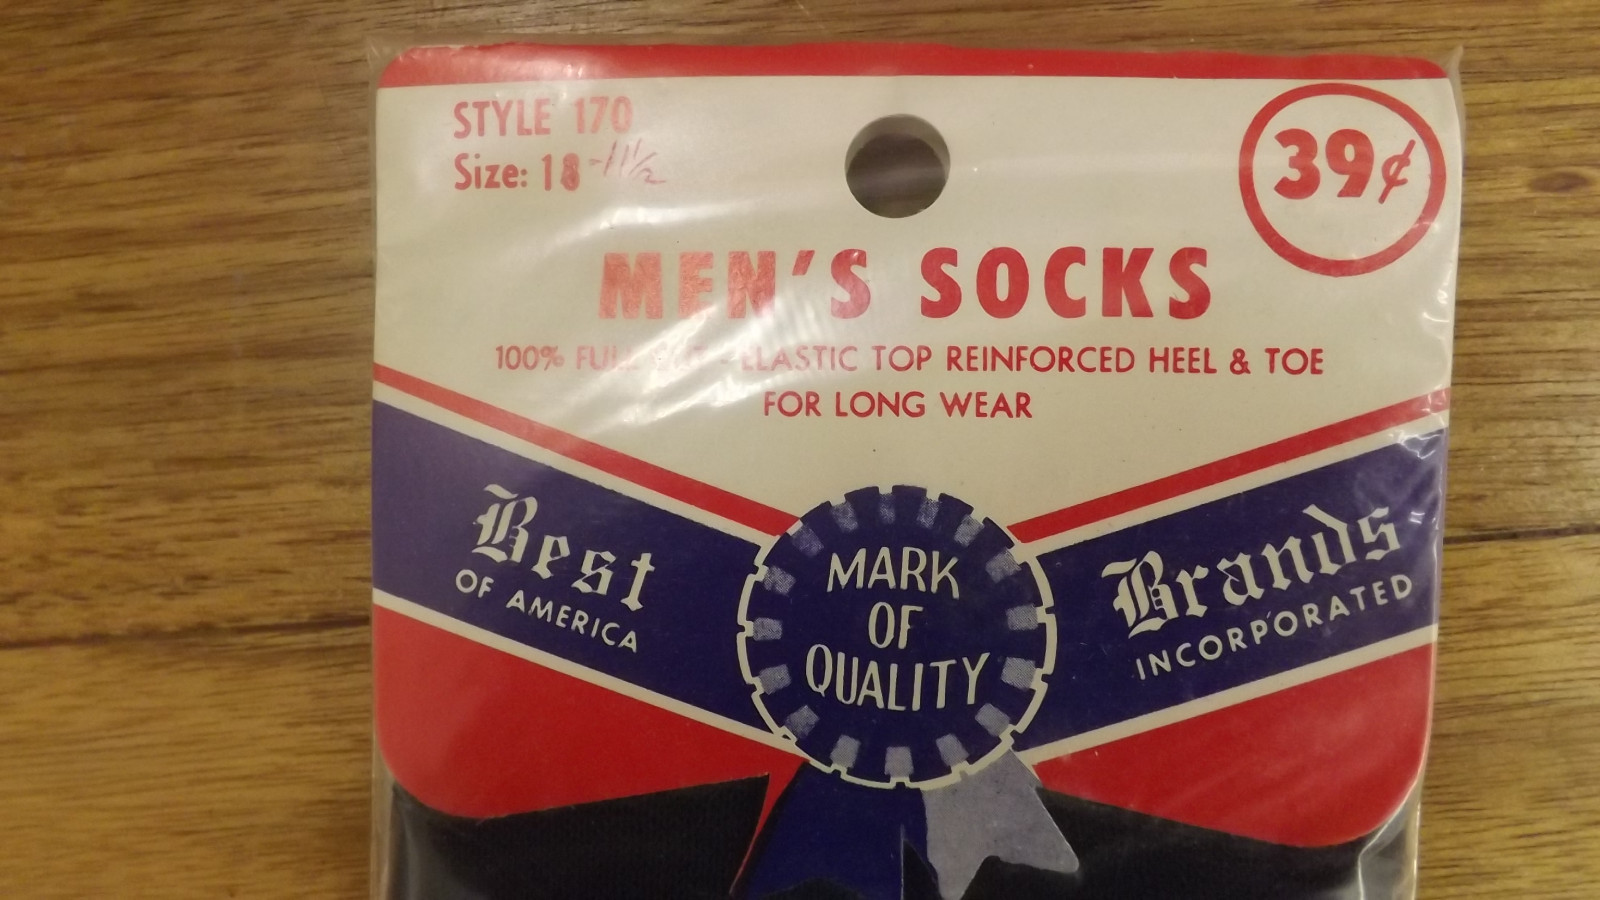 STYLE 170
Size: 18 -11½
39¢
MEN'S SOCKS
100% - ELASTIC TOP REINFORCED HEEL & TOE
FOR LONG WEAR
Best
OF AMERICA
MARK
OF
QUALITY
Brands
INCORPORATED